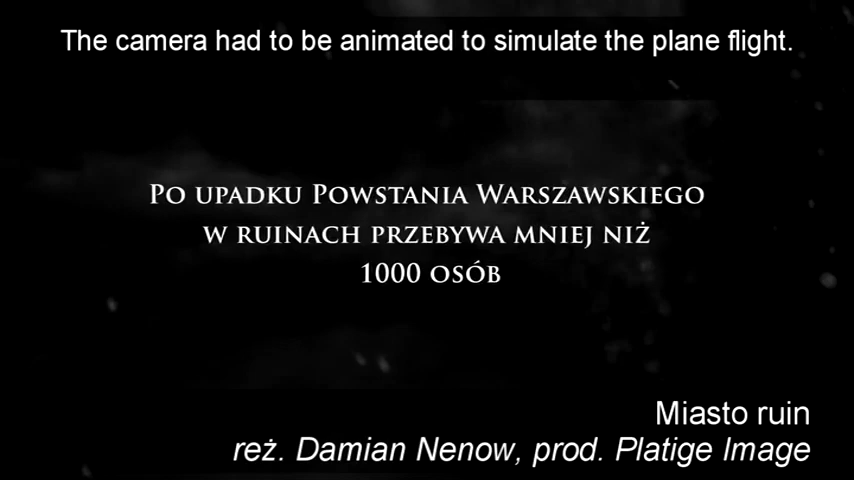 The camera had to be animated to simulate the plane flight.
Po upadku Powstania Warszawskiego
w ruinach przebywa mniej niż
1000 osób
Miasto ruin
reż. Damian Nenow, prod. Platige Image